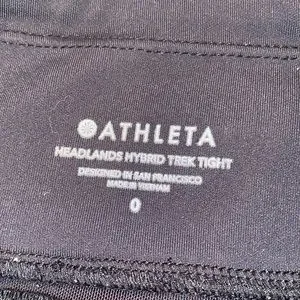 ATHLETA
HEADLANDS HYBRID TREK TIGHT
DESIGNED IN SAN FRANCISCO
MADE IN VIETNAM
0